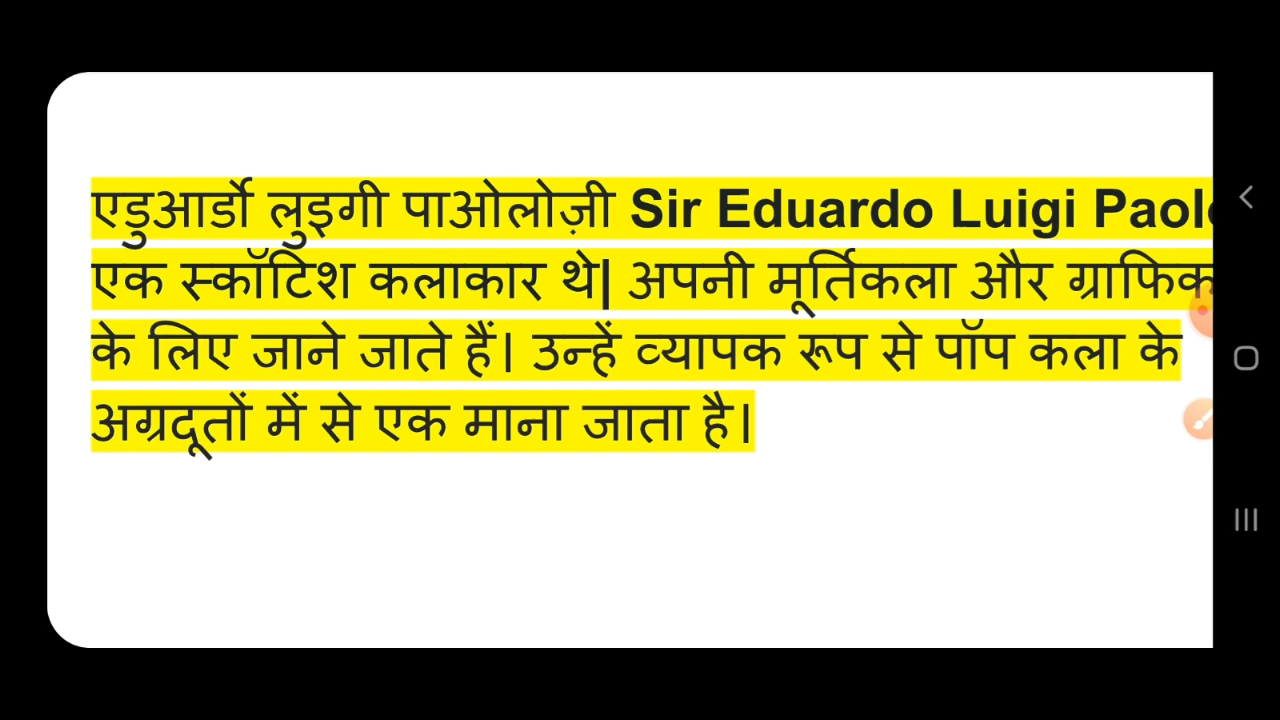 एडुआर्डो लुइगी पाओलोज़ी Sir Eduardo Luigi
एक स्कॉटिश कलाकार थे| अपनी मूर्तिकला और ग्राफिक
के लिए जाने जाते हैं। उन्हें व्यापक रूप से पॉप कला के
अग्रदूतों में से एक माना जाता है।